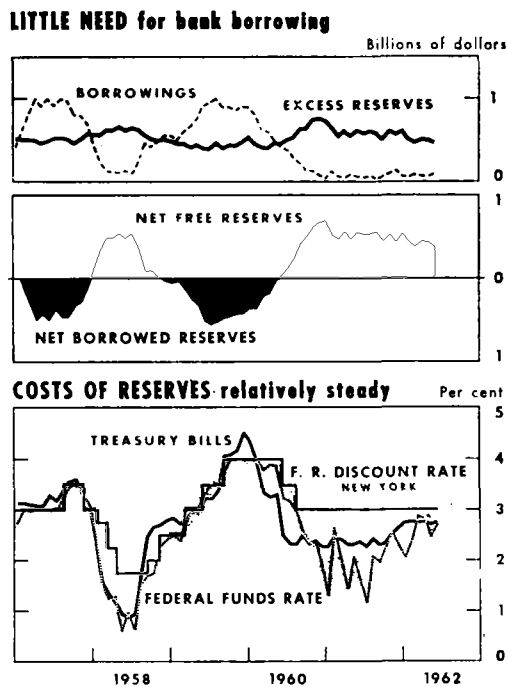 LITTLE NEED for bank borrowing
Billions of dollars
BORROWINGS
EXCESS RESERVES
1
0
1
NET FREE RESERVES
0
NET BORROWED RESERVES
1
COSTS OF RESERVES relatively steady
Per cent
5
TREASURY BILLS
4
F. R. DISCOUNT RATE
NEW YORK
3
2
FEDERAL FUNDS RATE
1
0
1958 1960 1962